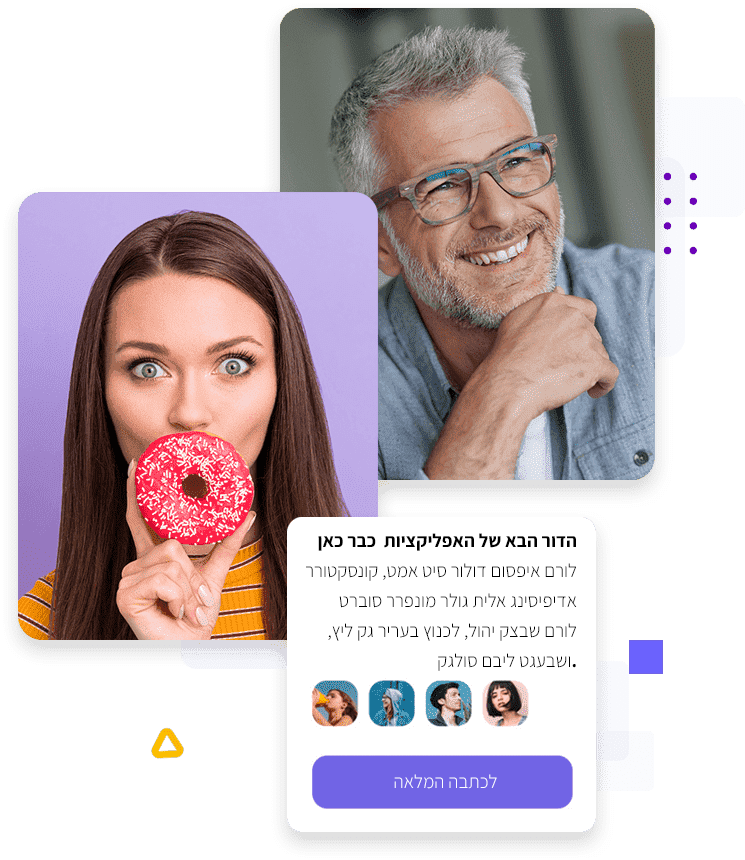 הדור הבא של האפליקציות  כבר כאן
לורם איפסום דולור סיט אמט, קונסקטורר
אדיפיסינג אלית גולר מונפרר סוברט
לורם שבצק יהול, לכנוץ בעריר גק ליץ,
.ושבעגט ליבם סולגק
לכתבה המלאה